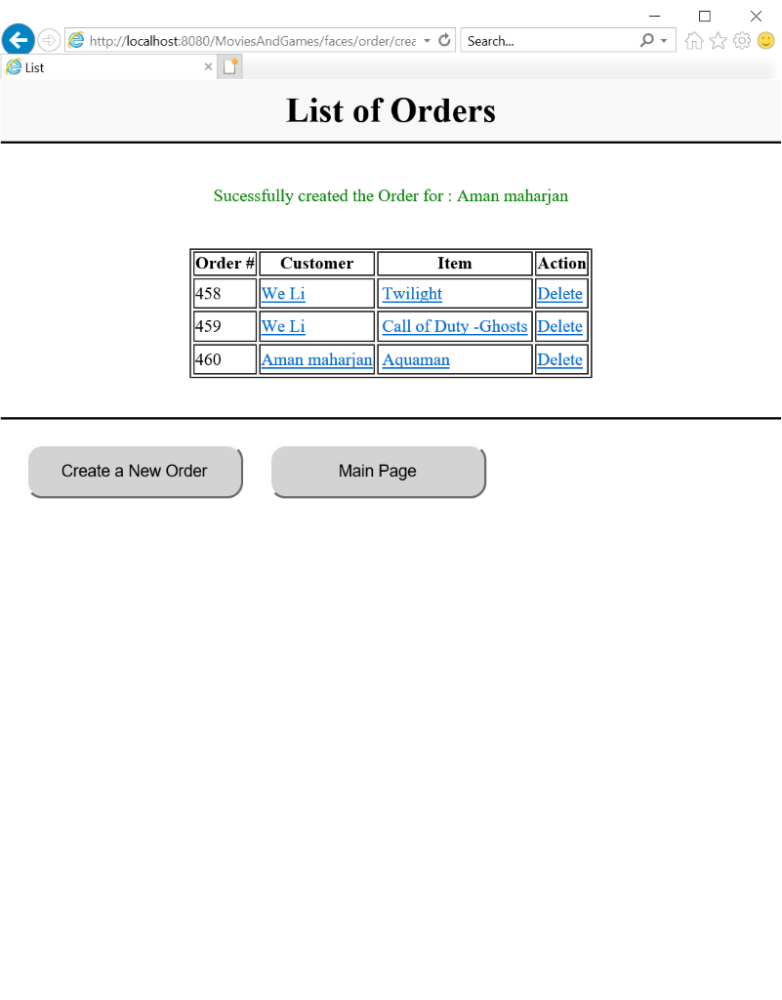 http://localhost:8080/MoviesAndGames/faces/order/crea
Search...
List
List of Orders
Sucessfully created the Order for : Aman maharjan
Order # Customer Item Action
458 We Li Twilight Delete
459 We Li Call of Duty -Ghosts Delete
460 Aman maharjan Aquaman Delete
Create a New Order Main Page